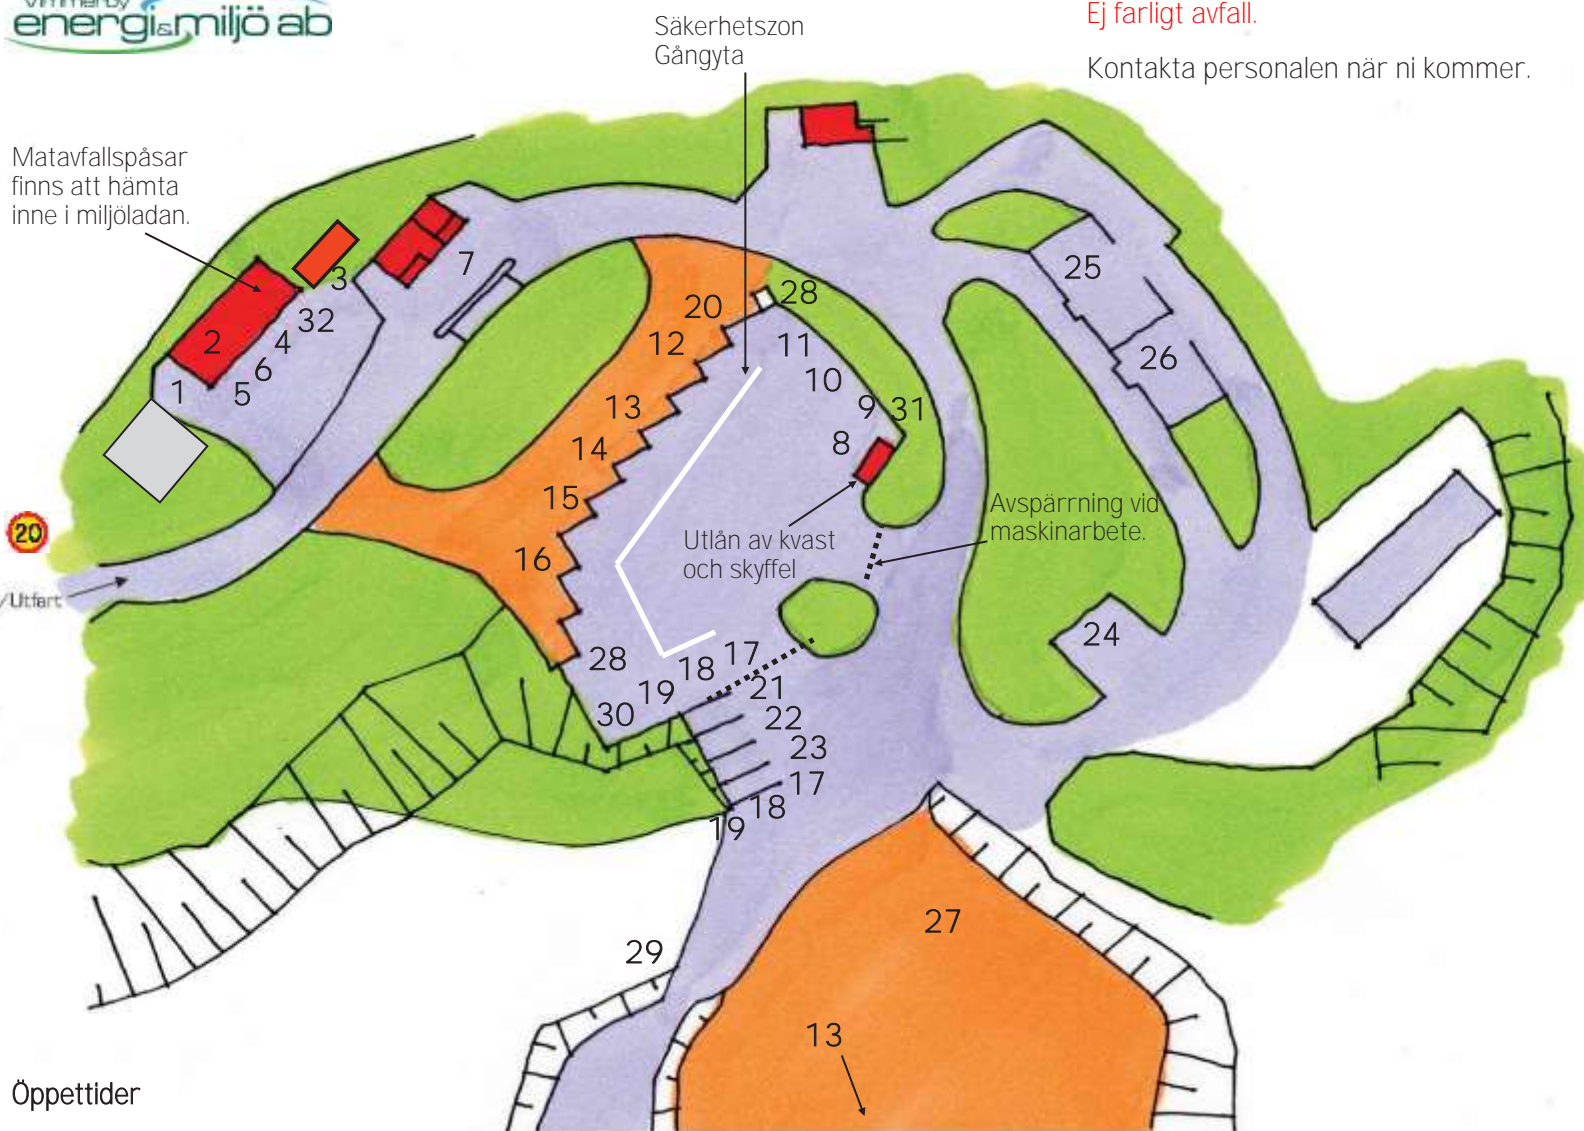 Vimmerby
energi&miljö ab
Säkerhetszon
Gångyta
Ej farligt avfall.
Kontakta personalen när ni kommer.
Matavfallspåsar
finns att hämta
inne i miljöladan.
7
3
25
20
28
32
2
4
12
11
26
6
10
1
5
13
9
31
8
14
15
Avspärrning vid
maskinarbete.
20
Utlån av kvast
och skyffel
16
/Utfart
24
28
17
18
19
21
30
22
23
17
18
19
27
29
13
Öppettider